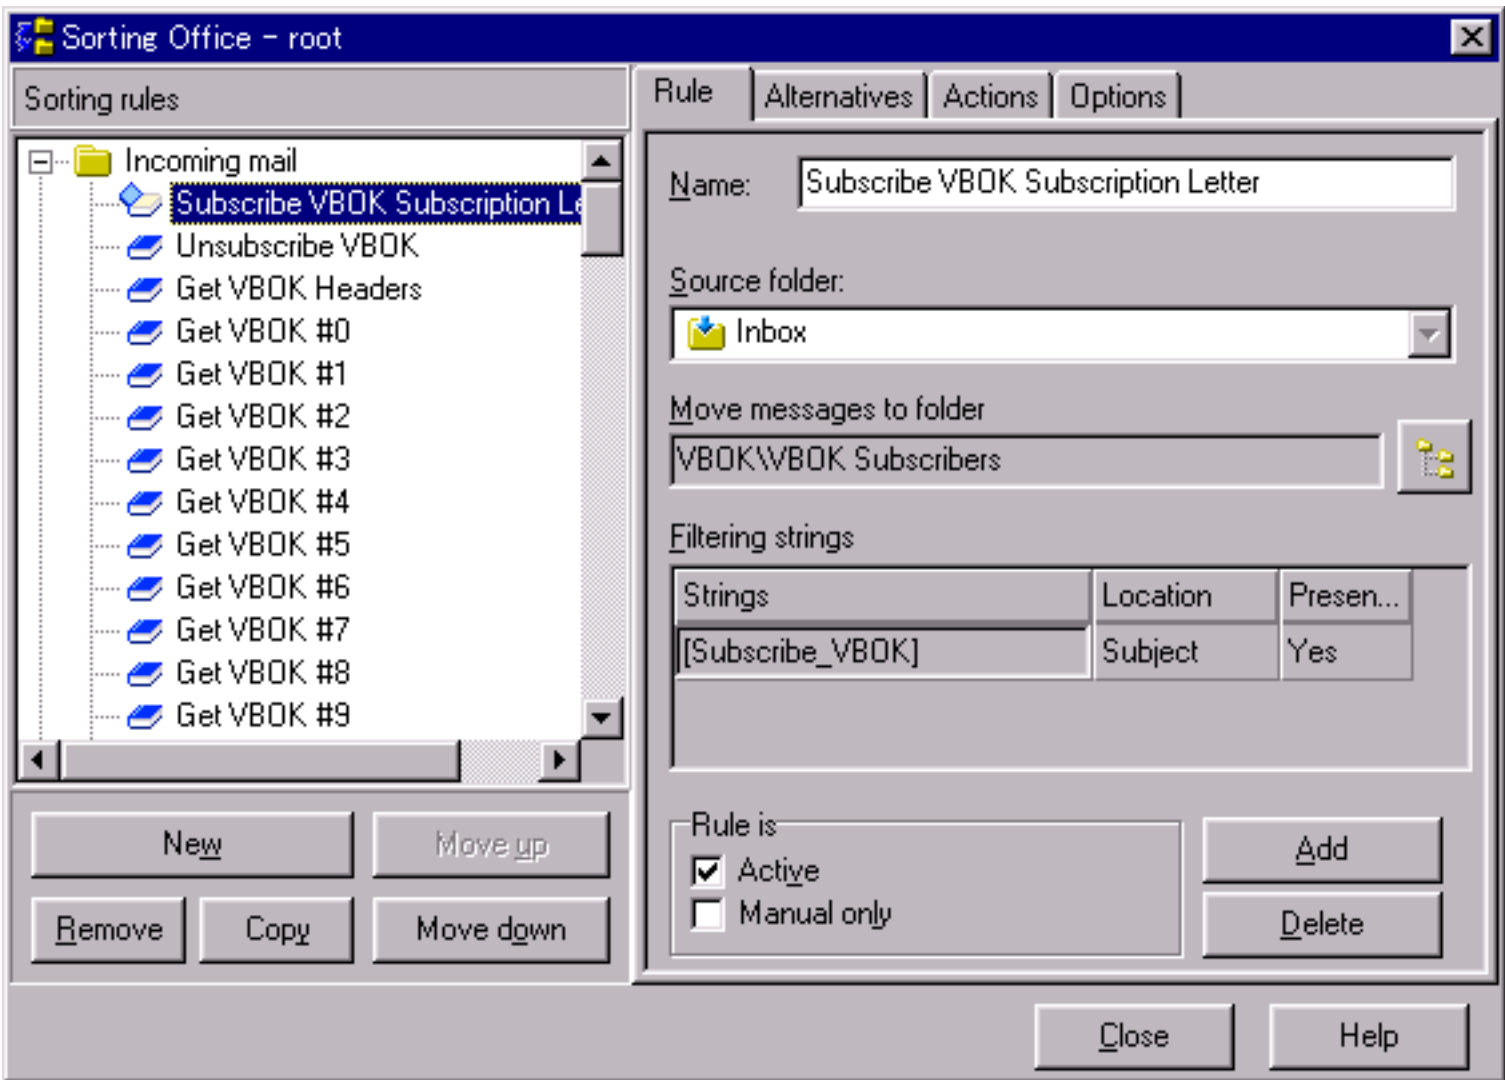 Sorting Office - root
Sorting rules
Incoming mail
Subscribe VBOK Subscription Le
Unsubscribe VBOK
Get VBOK Headers
Get VBOK #0
Get VBOK #1
Get VBOK #2
Get VBOK #3
Get VBOK #4
Get VBOK #5
Get VBOK #6
Get VBOK #7
Get VBOK #8
Get VBOK #9
New
Move up
Remove
Copy
Move down
Rule
Alternatives
Actions
Options
Name:
Subscribe VBOK Subscription Letter
Source folder:
Inbox
Move messages to folder
VBOK\VBOK Subscribers
Filtering strings
Strings Location Presen...
[Subscribe_VBOK] Subject Yes
Rule is
Active
Manual only
Add
Delete
Close
Help